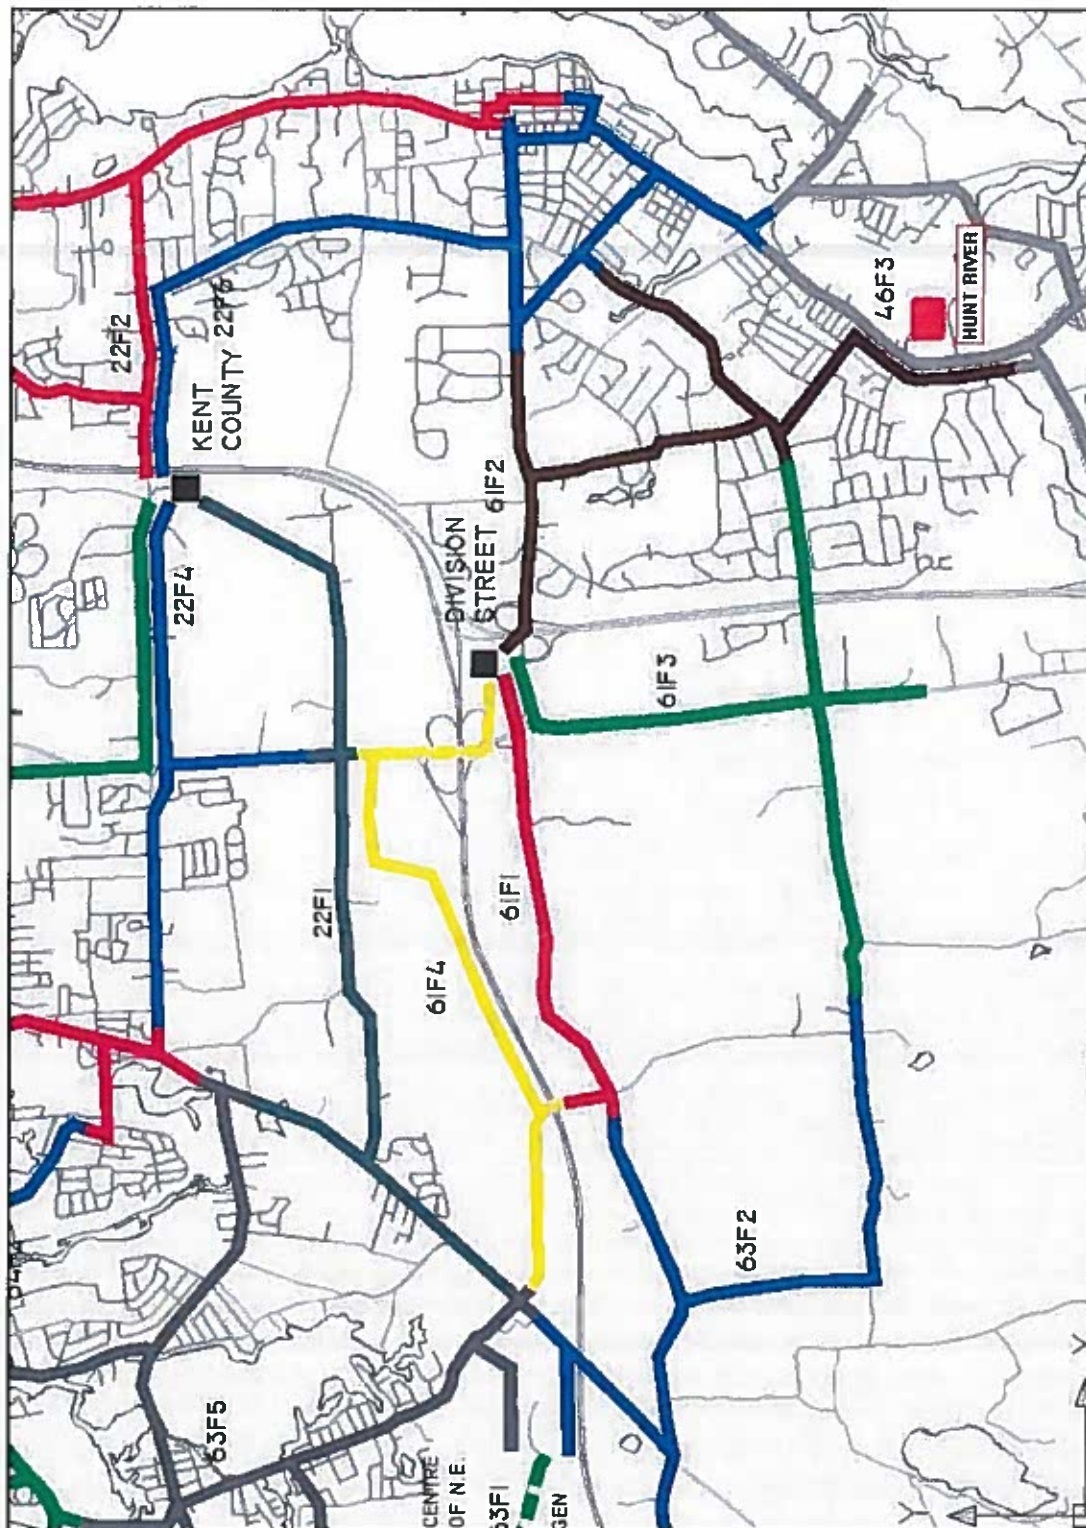 22F2
KENT
COUNTY 22F6
22F4
22F1
46F3
HUNT RIVER
61F2
DIVISION
STREET
61F3
61F1
61F4
63F2
63F5
CENTRE
OF N.E.
63F1
GEN
Y
Y